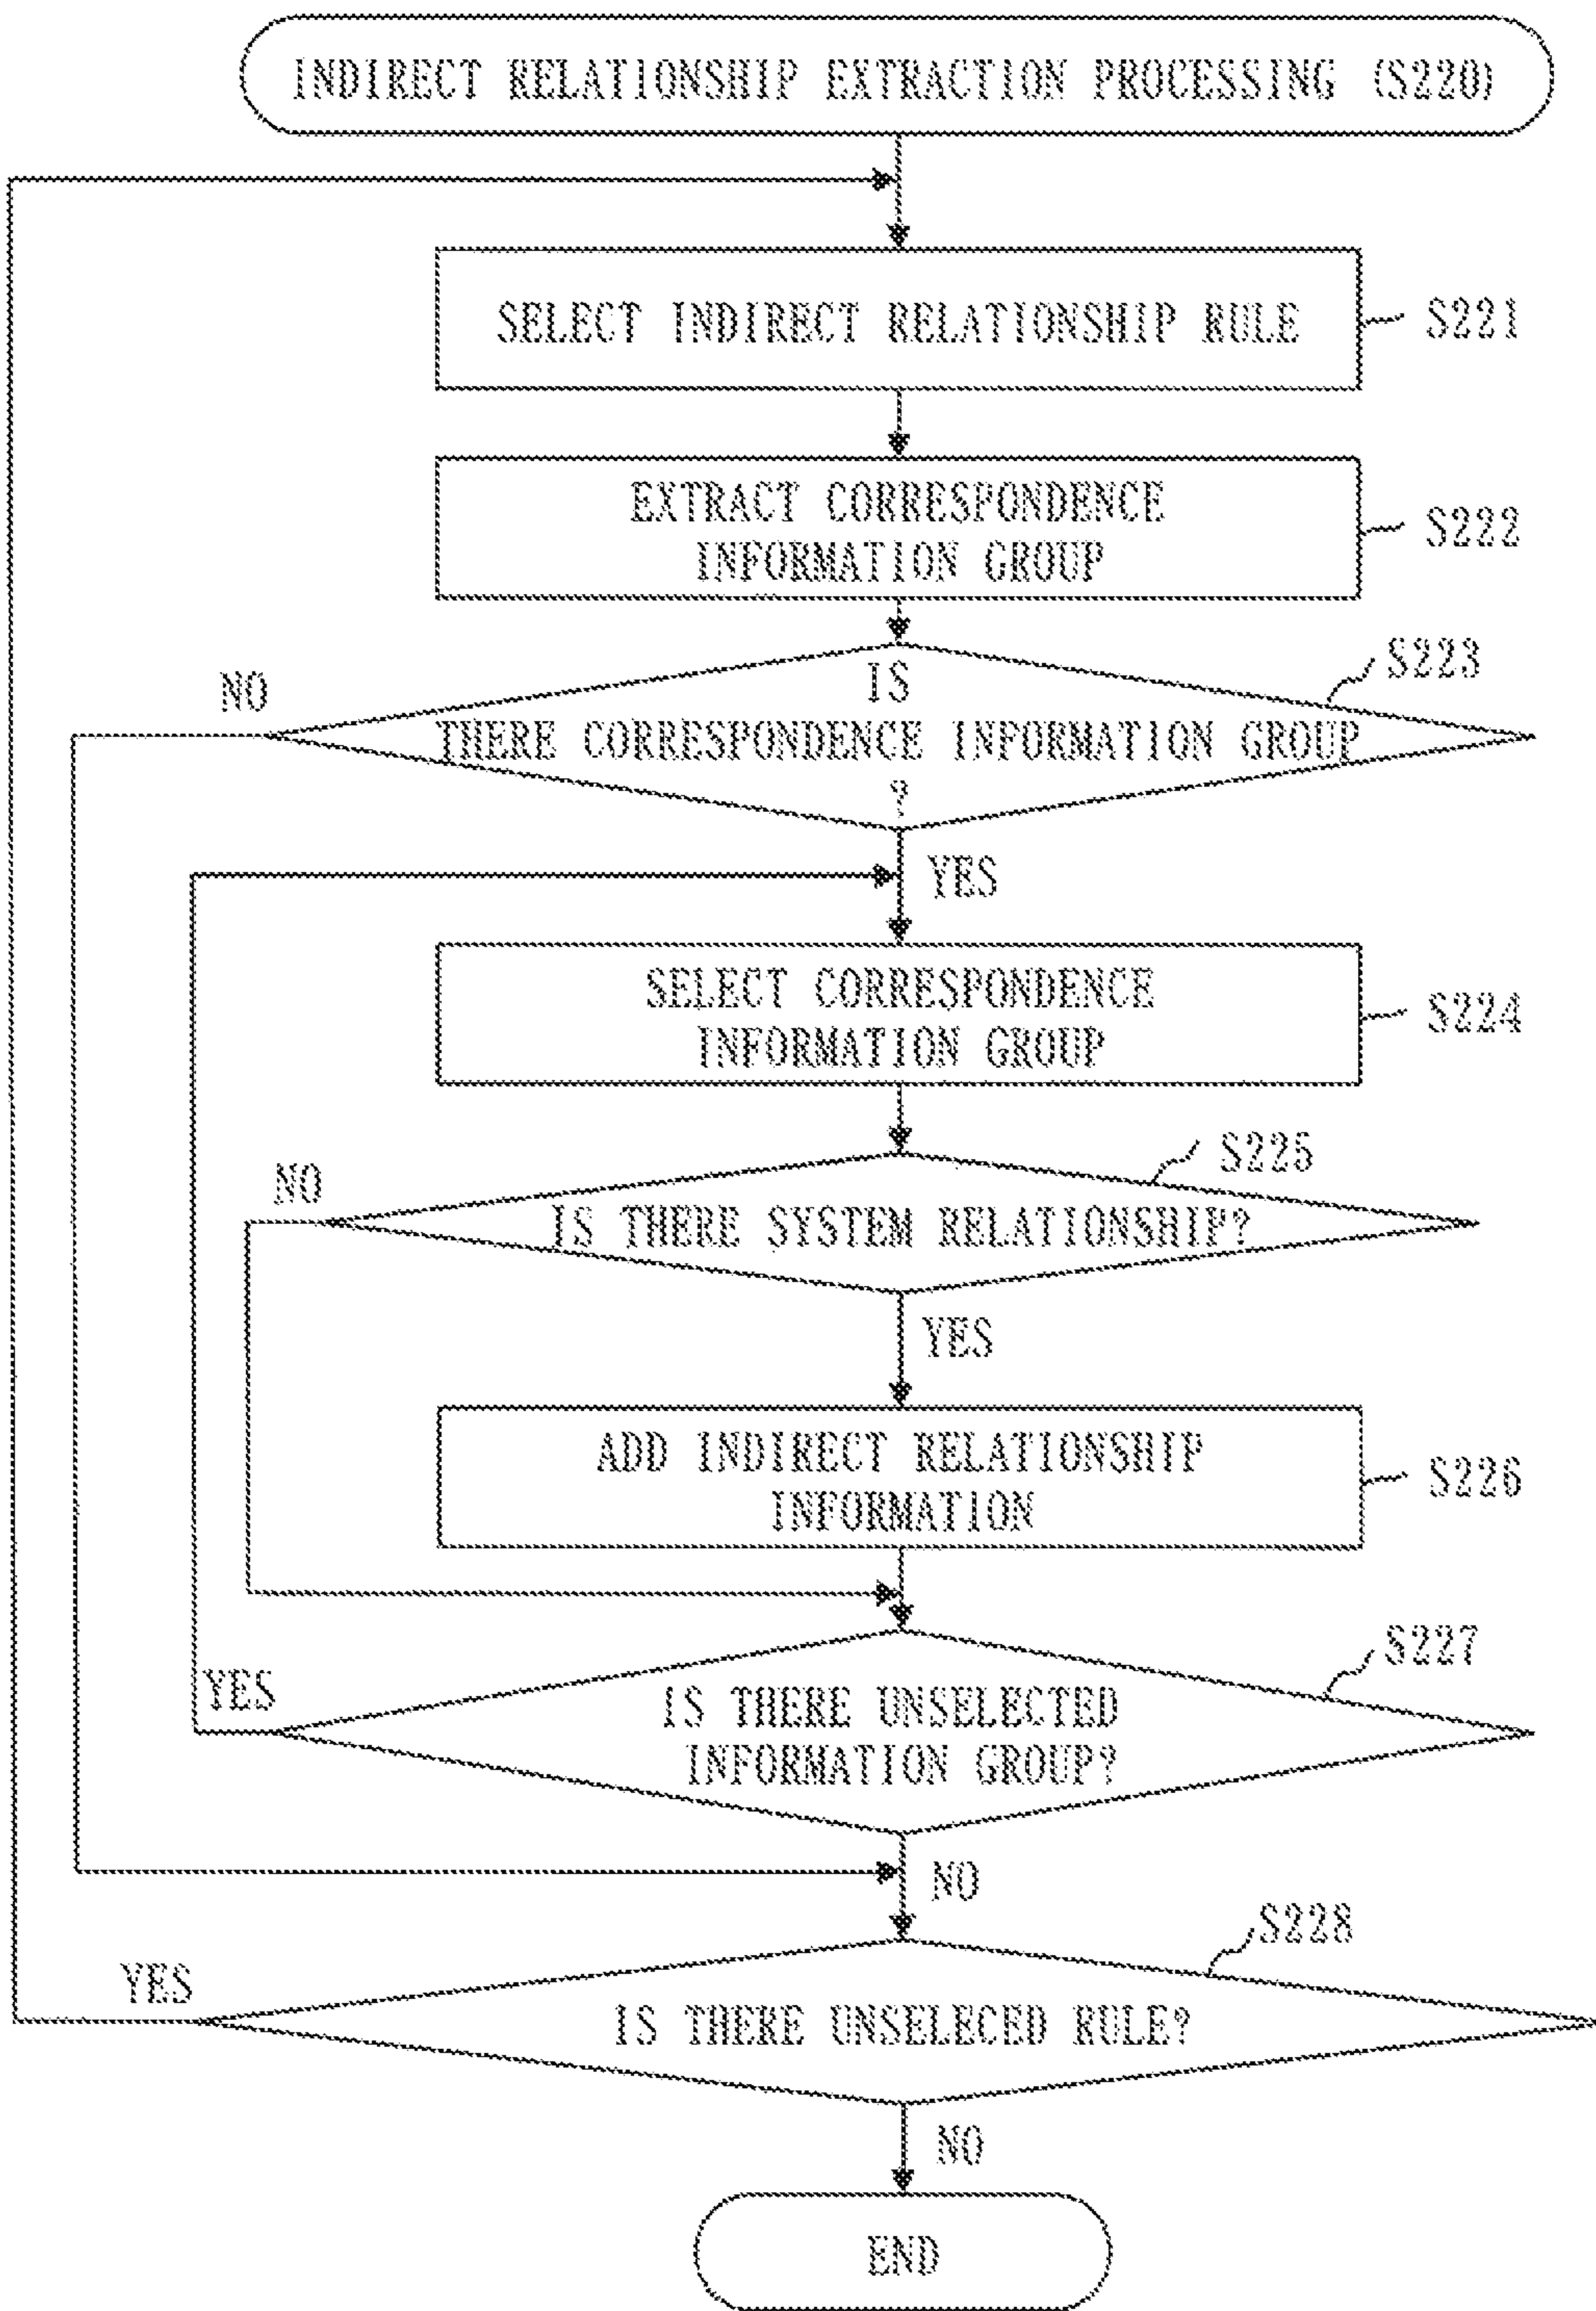 INDIRECT RELATIONSHIP EXTRACTION PROCESSING (S220)
SELECT INDIRECT RELATIONSHIP RULE
S221
EXTRACT CORRESPONDENCE
INFORMATION GROUP
S222
S223
NO
IS
THERE CORRESPONDENCE INFORMATION GROUP
?
YES
SELECT CORRESPONDENCE
INFORMATION GROUP
S224
S225
NO
IS THERE SYSTEM RELATIONSHIP?
YES
ADD INDIRECT RELATIONSHIP
INFORMATION
S226
S227
YES
IS THERE UNSELECTED
INFORMATION GROUP?
NO
S228
YES
IS THERE UNSELECED RULE?
NO
END